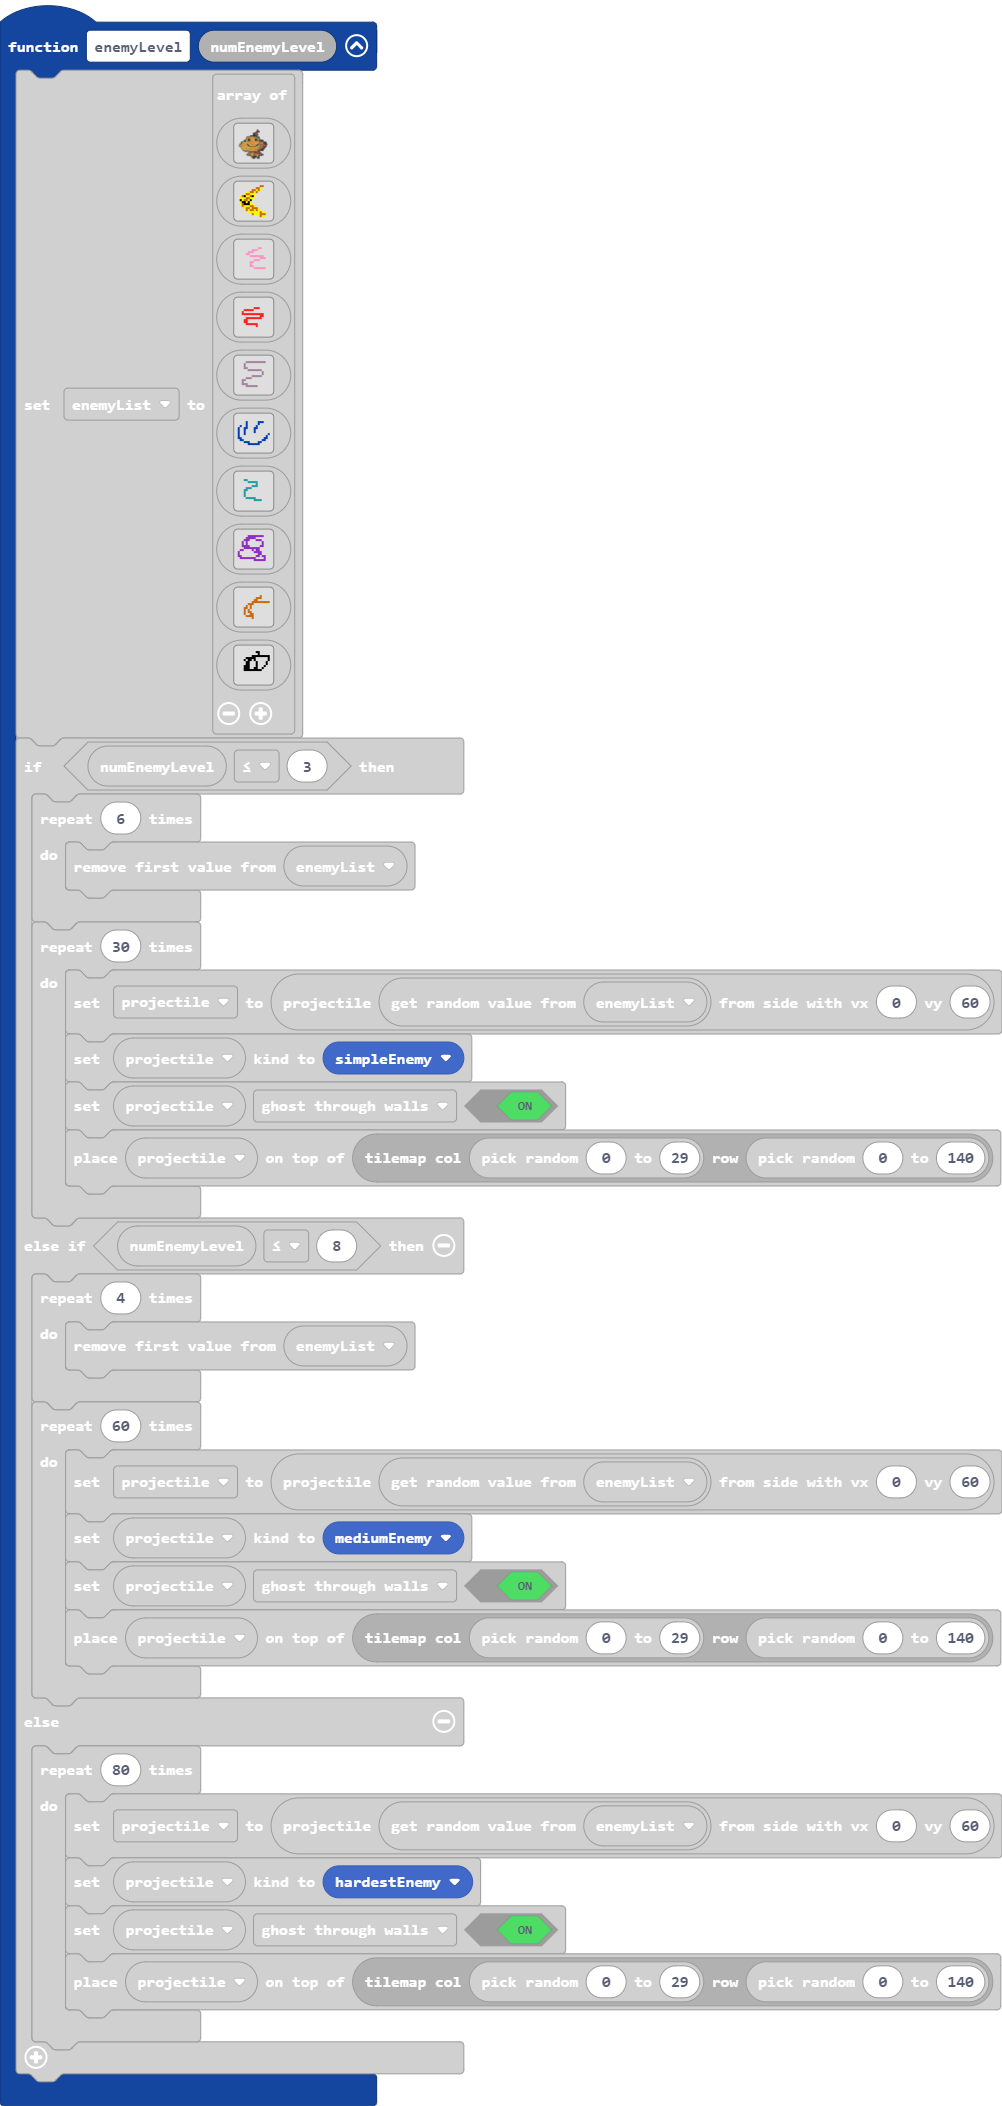 function enemyLevel numEnemyLevel
array of
set enemyList to
if numEnemyLevel ≤ 3 then
repeat 6 times
do
remove first value from enemyList
repeat 30 times
do
set projectile to projectile get random value from enemyList from side with vx 0 vy 60
set projectile kind to simpleEnemy
set projectile ghost through walls ON
place projectile on top of tilemap col pick random 0 to 29 row pick random 0 to 140
else if numEnemyLevel ≤ 8 then
repeat 4 times
do
remove first value from enemyList
repeat 60 times
do
set projectile to projectile get random value from enemyList from side with vx 0 vy 60
set projectile kind to mediumEnemy
set projectile ghost through walls ON
place projectile on top of tilemap col pick random 0 to 29 row pick random 0 to 140
else
repeat 80 times
do
set projectile to projectile get random value from enemyList from side with vx 0 vy 60
set projectile kind to hardestEnemy
set projectile ghost through walls ON
place projectile on top of tilemap col pick random 0 to 29 row pick random 0 to 140